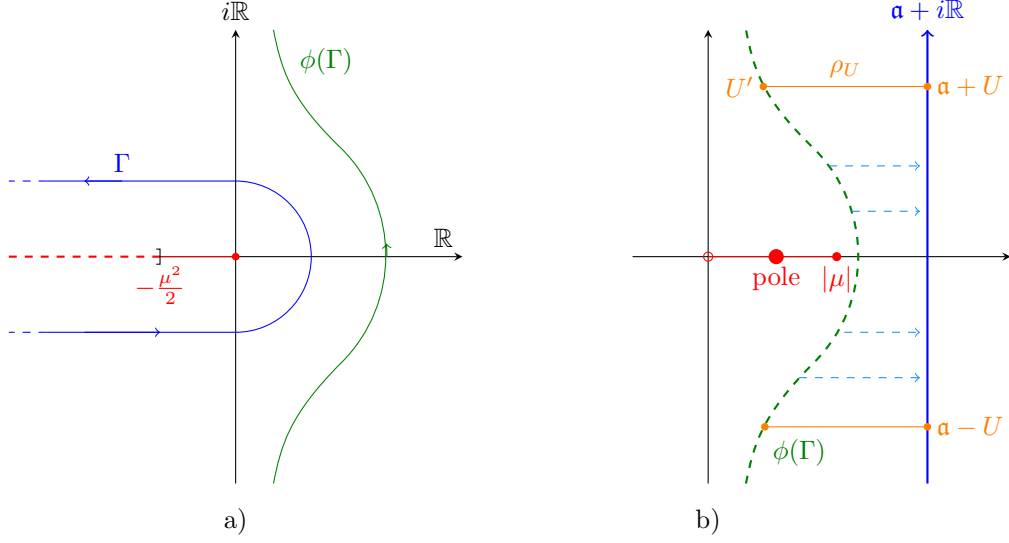 iℝ
𝔞 + iℝ
ϕ(Γ)
ρ_U
U′
𝔞 + U
Γ
ℝ
−μ²/2
pole
|μ|
𝔞 − U
ϕ(Γ)
a)
b)